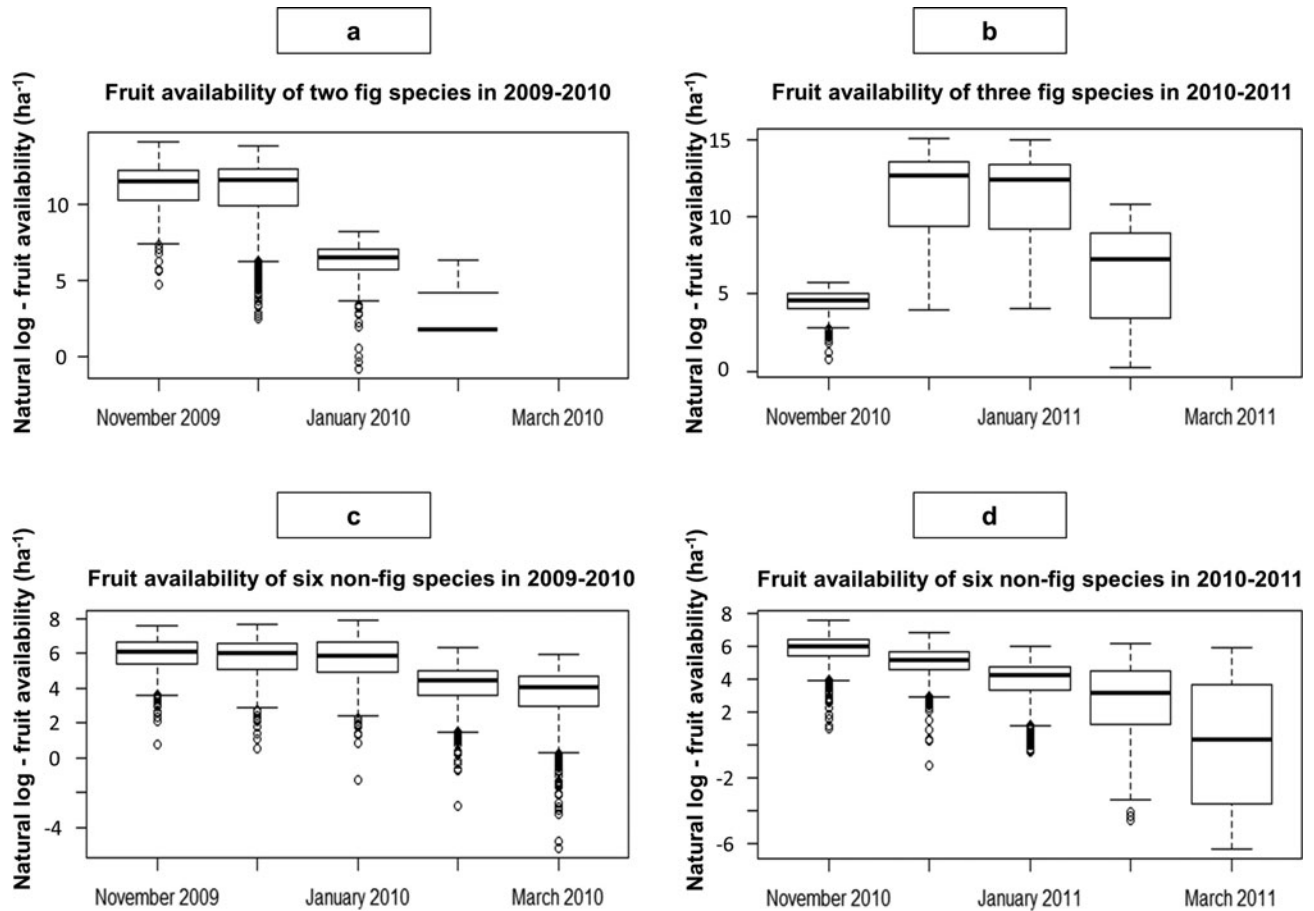 a
Fruit availability of two fig species in 2009-2010
Natural log - fruit availability (ha⁻¹)
10
5
0
November 2009
January 2010
March 2010
b
Fruit availability of three fig species in 2010-2011
Natural log - fruit availability (ha⁻¹)
15
10
5
0
November 2010
January 2011
March 2011
c
Fruit availability of six non-fig species in 2009-2010
Natural log - fruit availability (ha⁻¹)
8
6
4
2
0
-4
November 2009
January 2010
March 2010
d
Fruit availability of six non-fig species in 2010-2011
Natural log - fruit availability (ha⁻¹)
8
6
4
2
-2
-6
November 2010
January 2011
March 2011